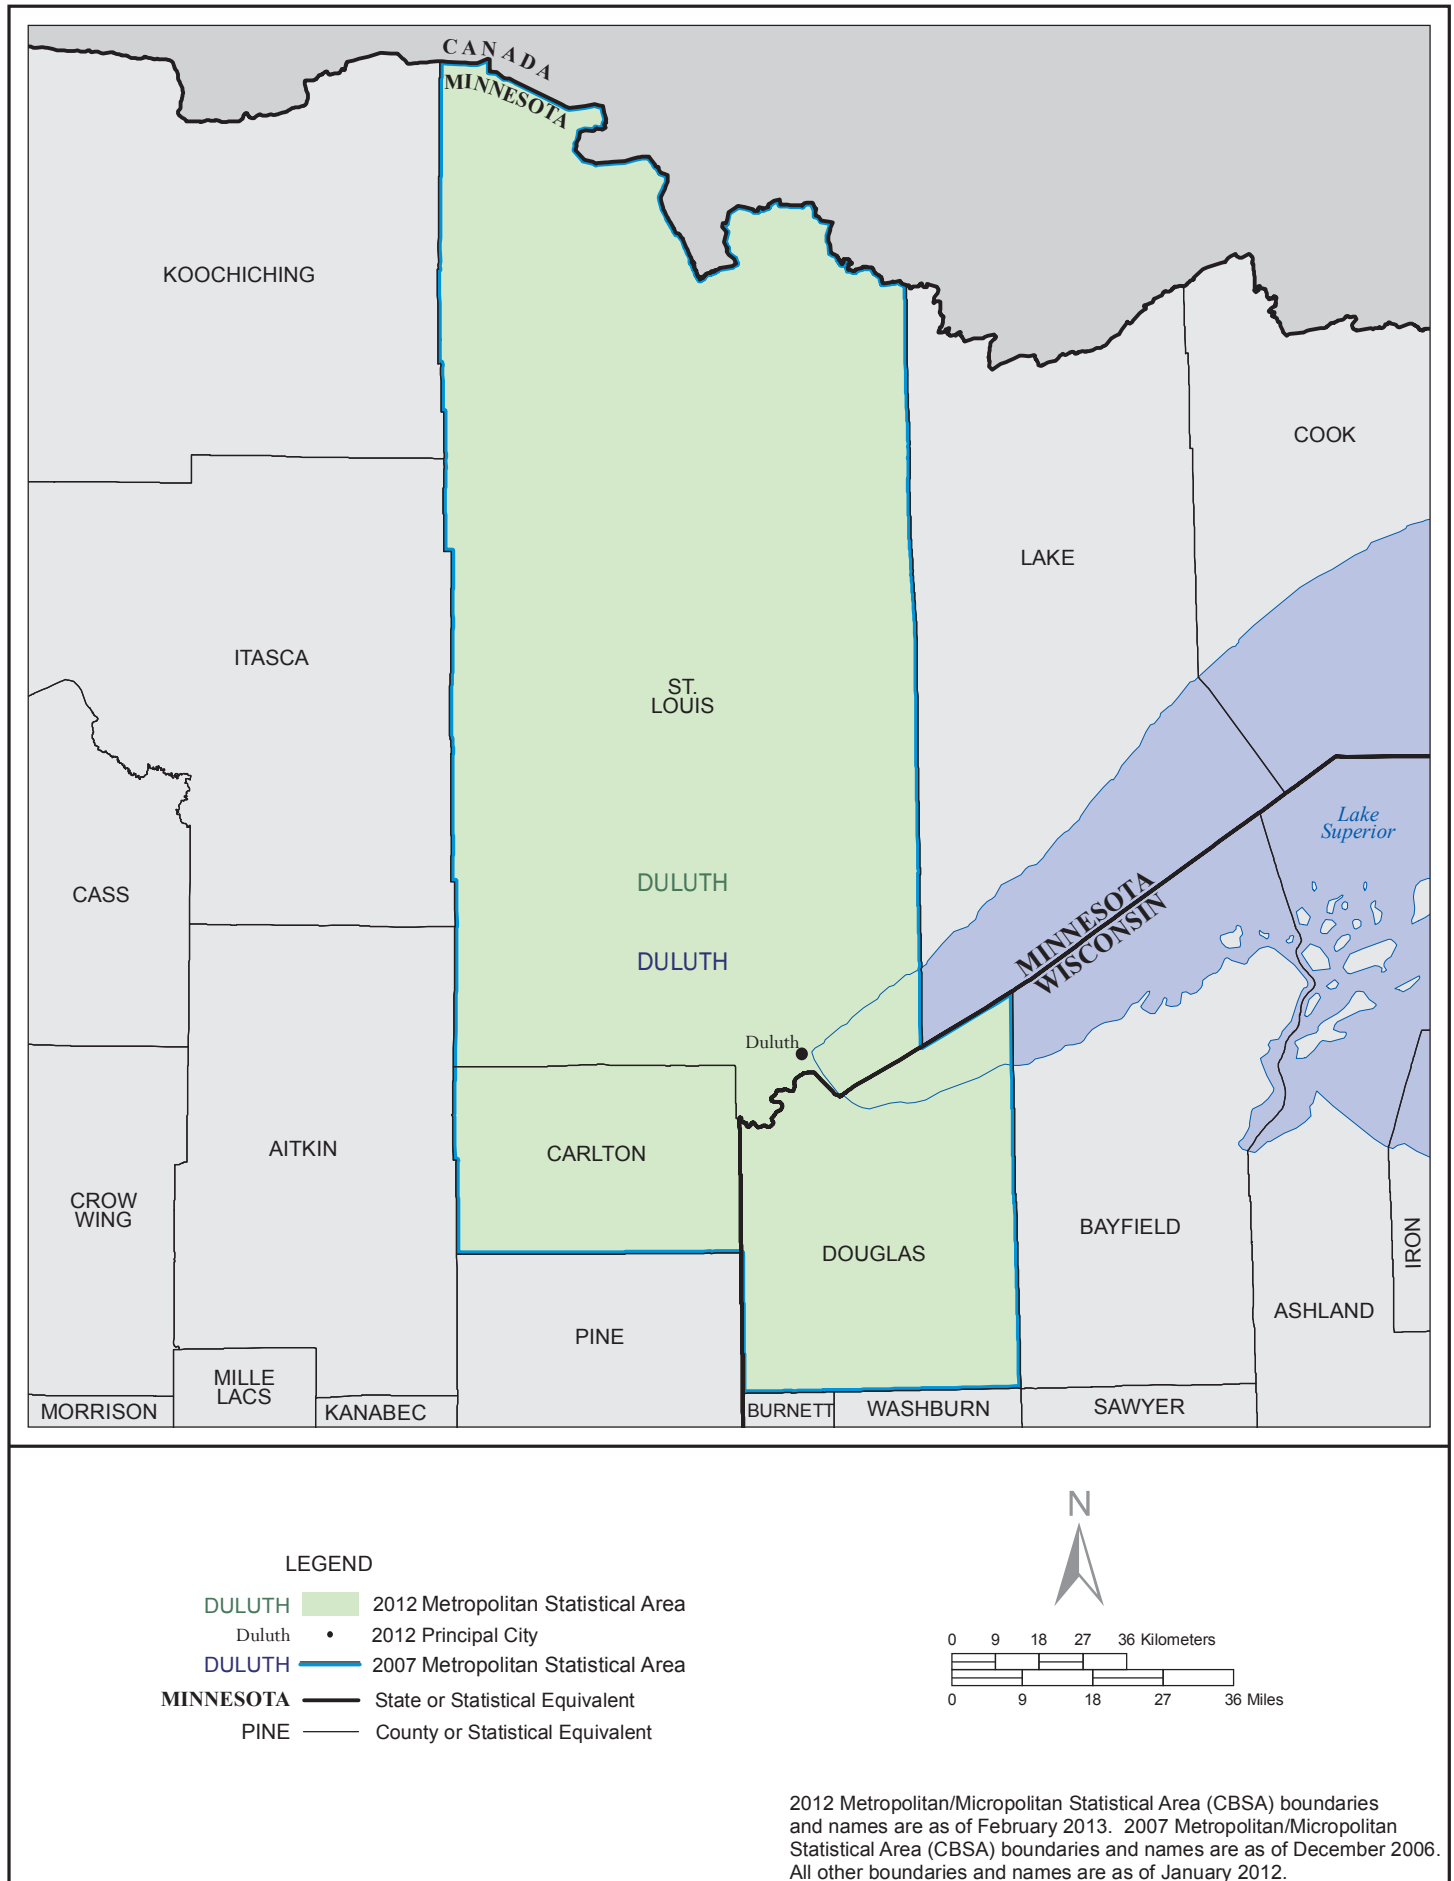 CANADA
MINNESOTA
KOOCHICHING
COOK
LAKE
ITASCA
ST.
LOUIS
Lake
Superior
CASS
DULUTH
MINNESOTA
WISCONSIN
DULUTH
Duluth
AITKIN
CARLTON
CROW
WING
BAYFIELD
IRON
DOUGLAS
ASHLAND
PINE
MILLE
LACS
MORRISON
KANABEC
BURNETT
WASHBURN
SAWYER
LEGEND
DULUTH 2012 Metropolitan Statistical Area
Duluth 2012 Principal City
DULUTH 2007 Metropolitan Statistical Area
MINNESOTA State or Statistical Equivalent
PINE County or Statistical Equivalent
N
0 9 18 27 36 Kilometers
0 9 18 27 36 Miles
2012 Metropolitan/Micropolitan Statistical Area (CBSA) boundaries
and names are as of February 2013. 2007 Metropolitan/Micropolitan
Statistical Area (CBSA) boundaries and names are as of December 2006.
All other boundaries and names are as of January 2012.